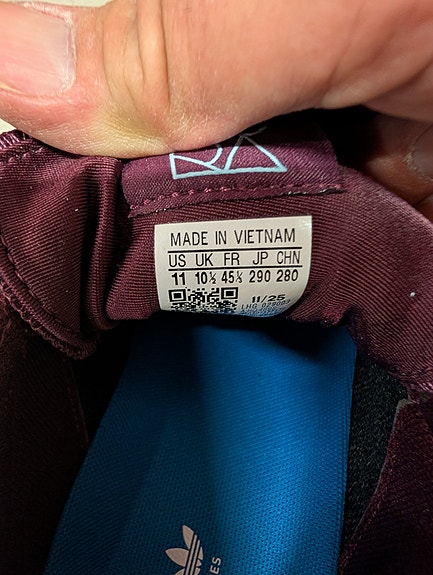 MADE IN VIETNAM
US UK FR JP CHN
11 10½ 45⅓ 290 280
11/25